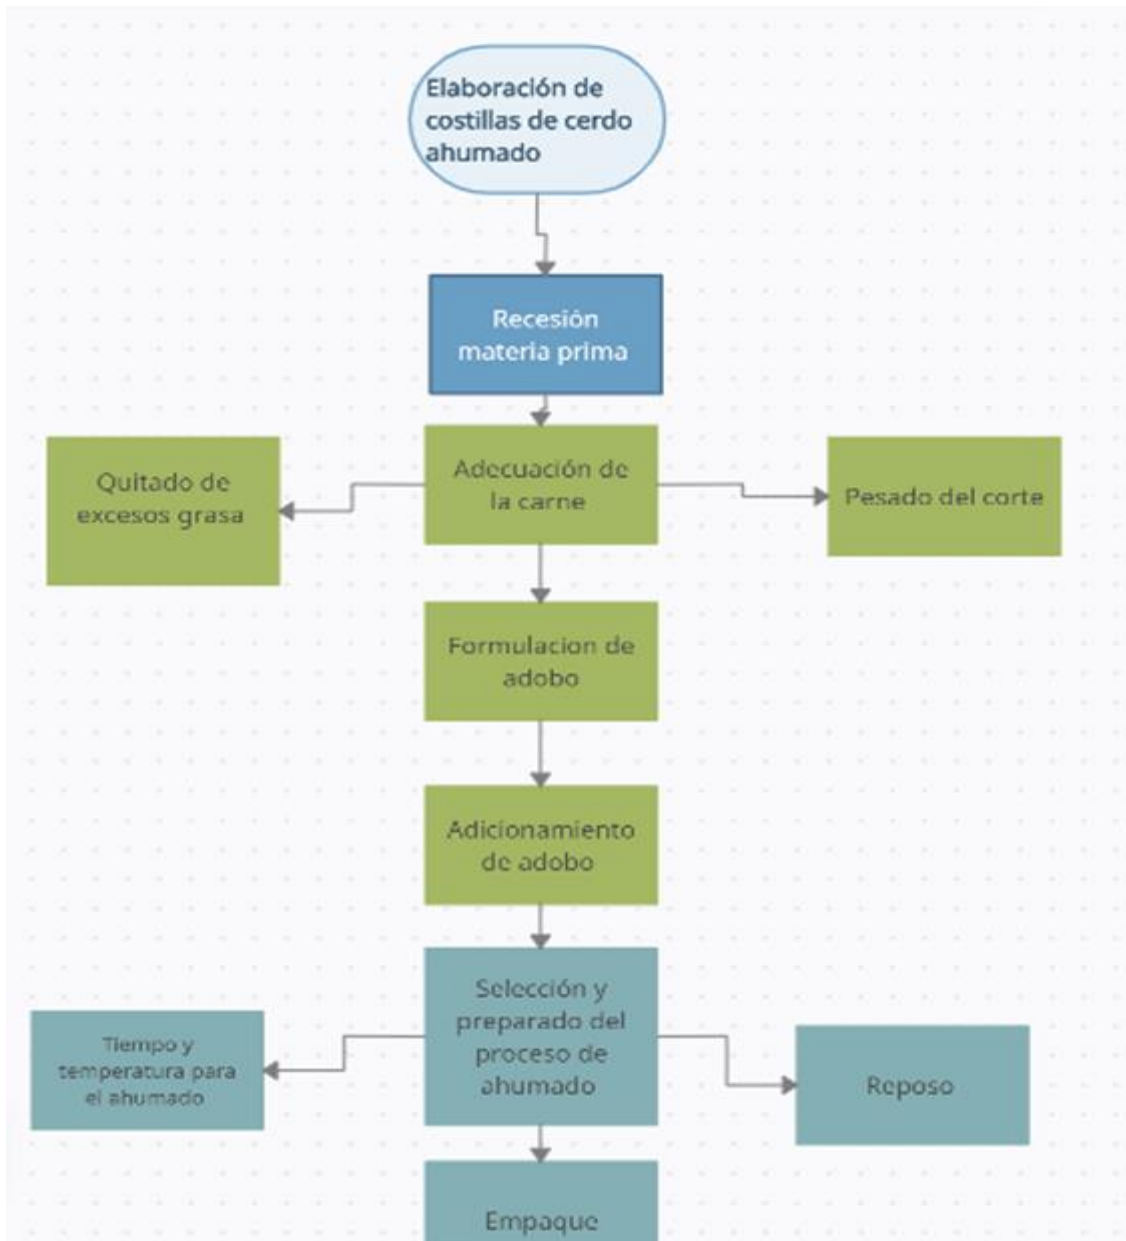 Elaboración de
costillas de cerdo
ahumado
Recesión
materia prima
Quitado de
excesos grasa
Adecuación de
la carne
Pesado del corte
Formulacion de
adobo
Adicionamiento
de adobo
Selección y
preparado del
proceso de
ahumado
Tiempo y
temperatura para
el ahumado
Reposo
Empaque